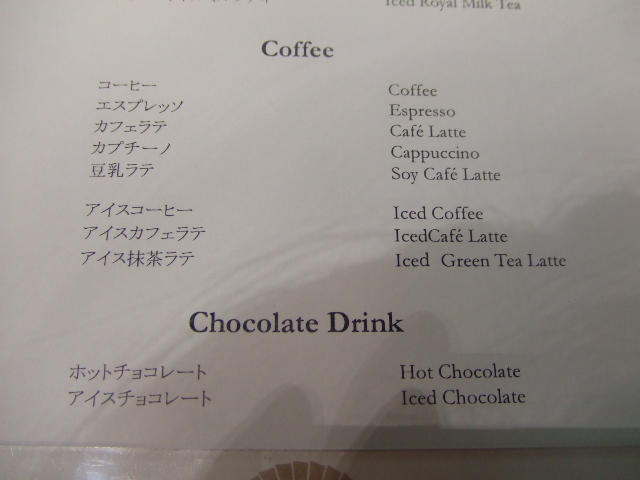 Iced Royal Milk Tea
Coffee
コーヒー Coffee
エスプレッソ Espresso
カフェラテ Café Latte
カプチーノ Cappuccino
豆乳ラテ Soy Café Latte
アイスコーヒー Iced Coffee
アイスカフェラテ IcedCafé Latte
アイス抹茶ラテ Iced Green Tea Latte
Chocolate Drink
ホットチョコレート Hot Chocolate
アイスチョコレート Iced Chocolate